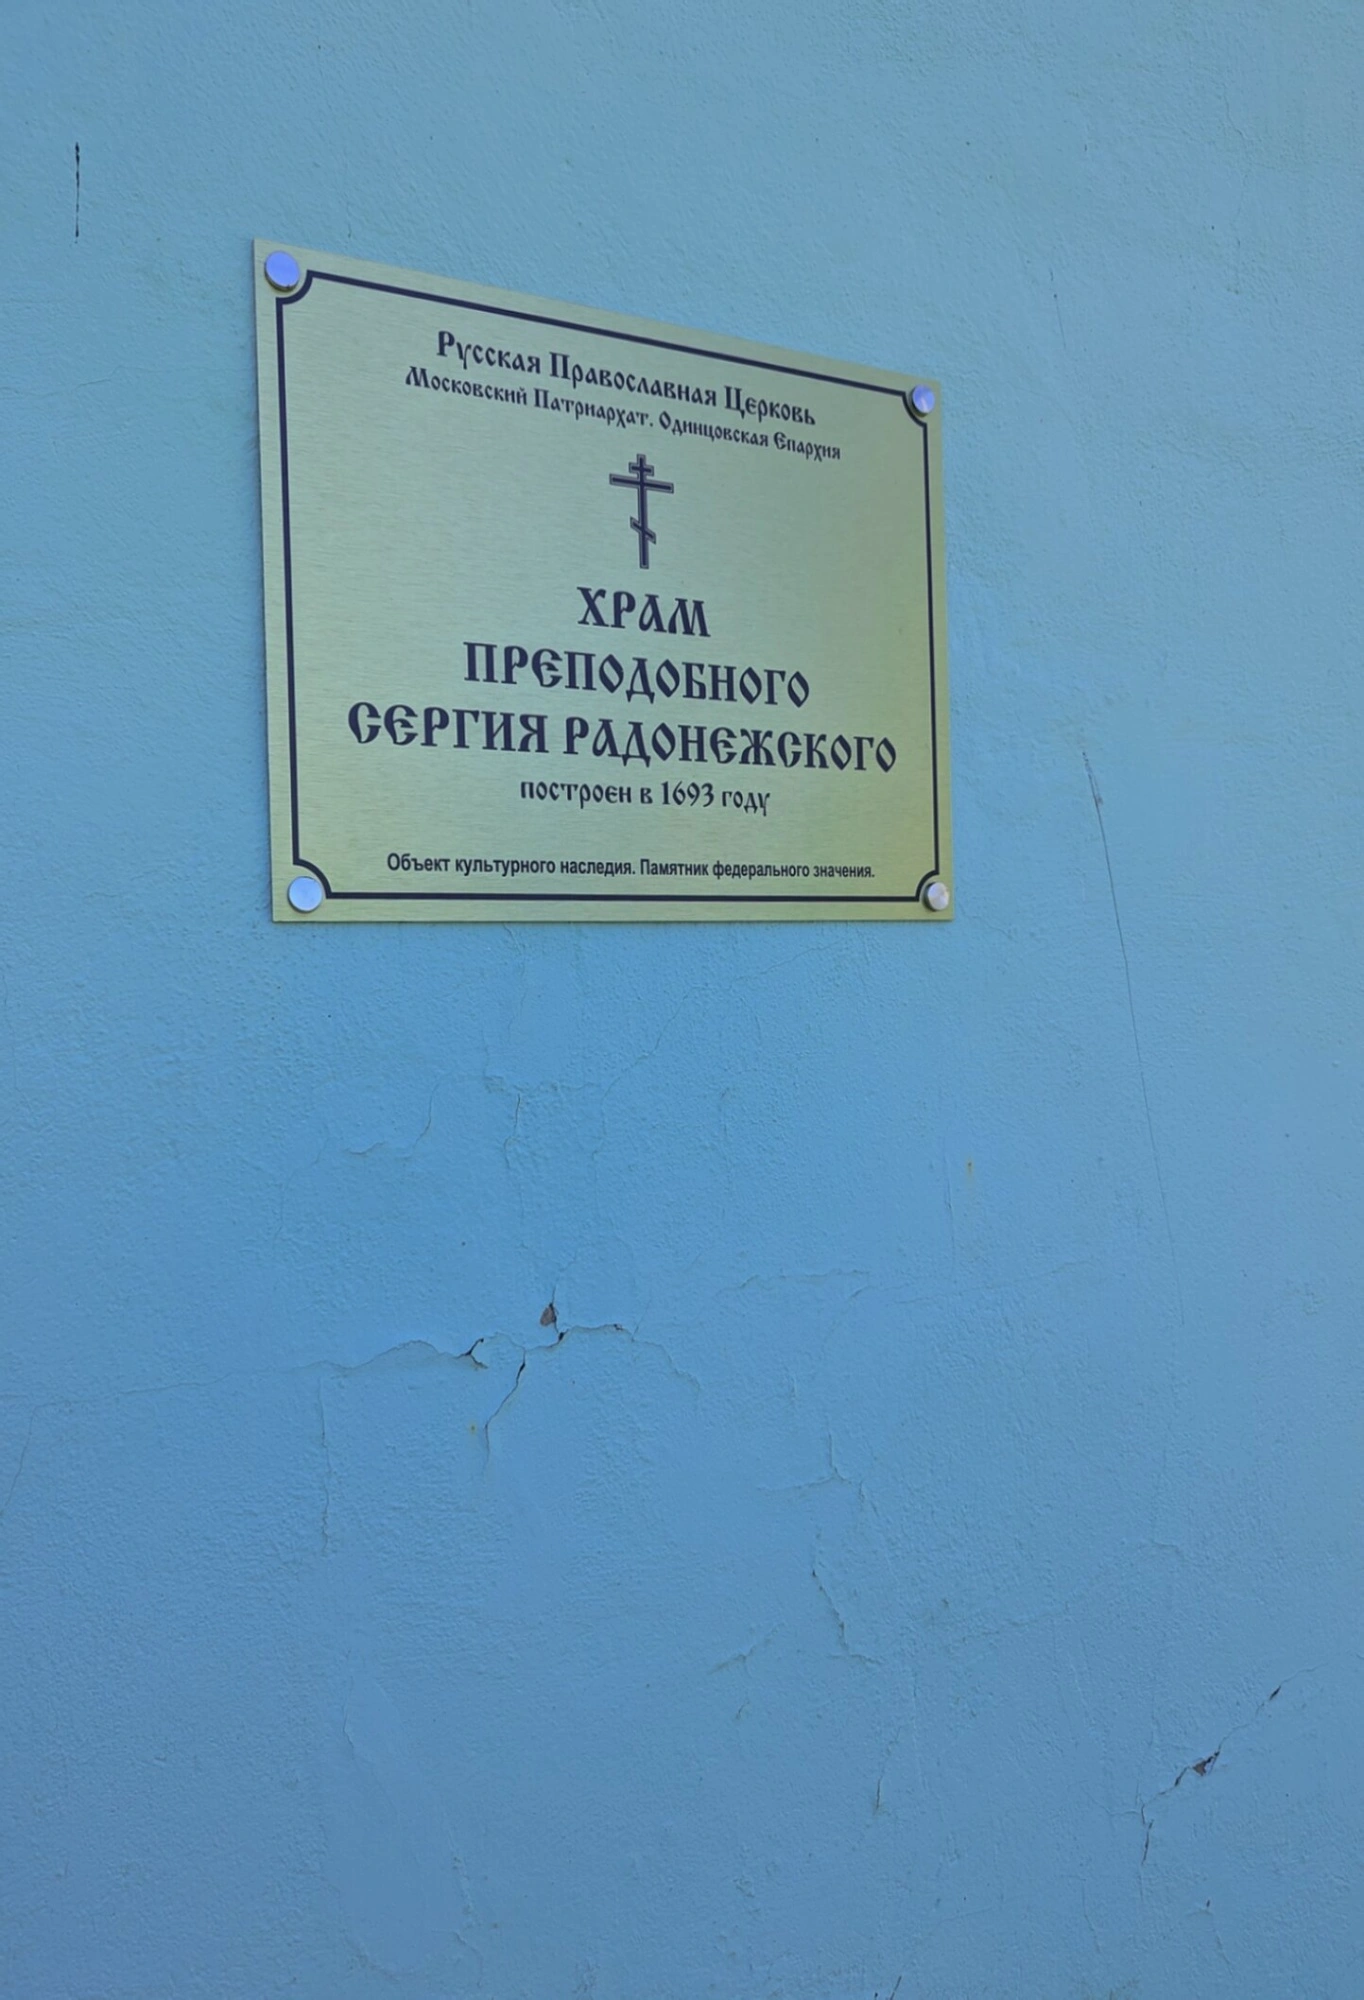 Русская Православная Церковь
Московский Патриархат. Одинцовская Епархия
ХРАМ
ПРЕПОДОБНОГО
СЕРГИЯ РАДОНЕЖСКОГО
построен в 1693 году
Объект культурного наследия. Памятник федерального значения.